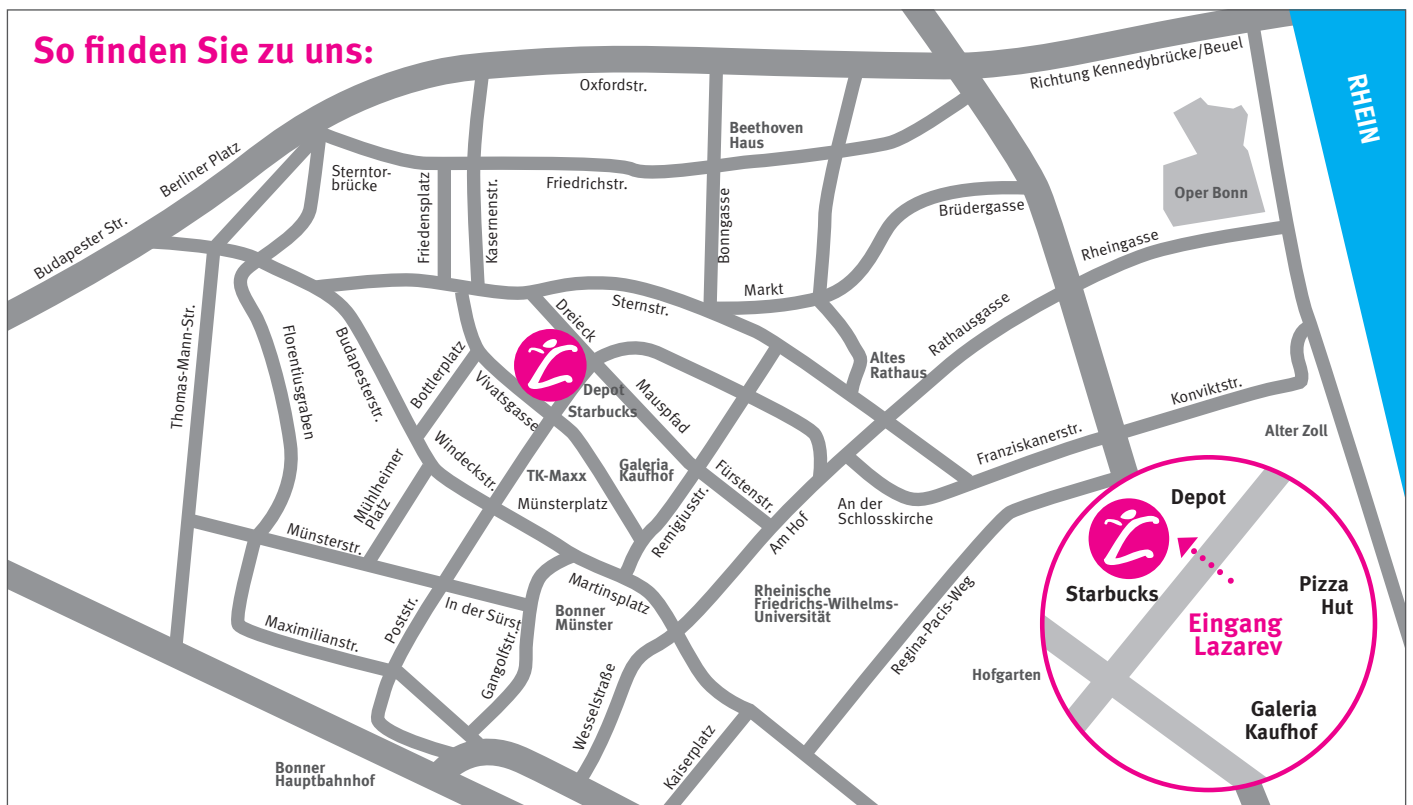 So finden Sie zu uns:
Oxfordstr.
Richtung Kennedybrücke/Beuel
RHEIN
Berliner Platz
Budapester Str.
Sterntor-
brücke
Friedensplatz
Kasernenstr.
Friedrichstr.
Beethoven
Haus
Bonngasse
Brüdergasse
Oper Bonn
Rheingasse
Markt
Sternstr.
Dreieck
Thomas-Mann-Str.
Florentiusgraben
Budapesterstr.
Bottlerplatz
Vivatsgasse
Depot
Starbucks
Mauspfad
Altes
Rathaus
Rathausgasse
Konviktstr.
Alter Zoll
Franziskanerstr.
Mühlheimer
Platz
Windeckstr.
TK-Maxx
Münsterplatz
Galeria
Kaufhof
Remigiusstr.
Fürstenstr.
Am Hof
An der
Schlosskirche
Münsterstr.
Maximilianstr.
Poststr.
In der Sürst
Gangolfstr.
Martinsplatz
Bonner
Münster
Wesselstraße
Kaiserplatz
Rheinische
Friedrichs-Wilhelms-
Universität
Regina-Pacis-Weg
Hofgarten
Bonner
Hauptbahnhof
Depot
Starbucks
Pizza
Hut
Eingang
Lazarev
Galeria
Kaufhof